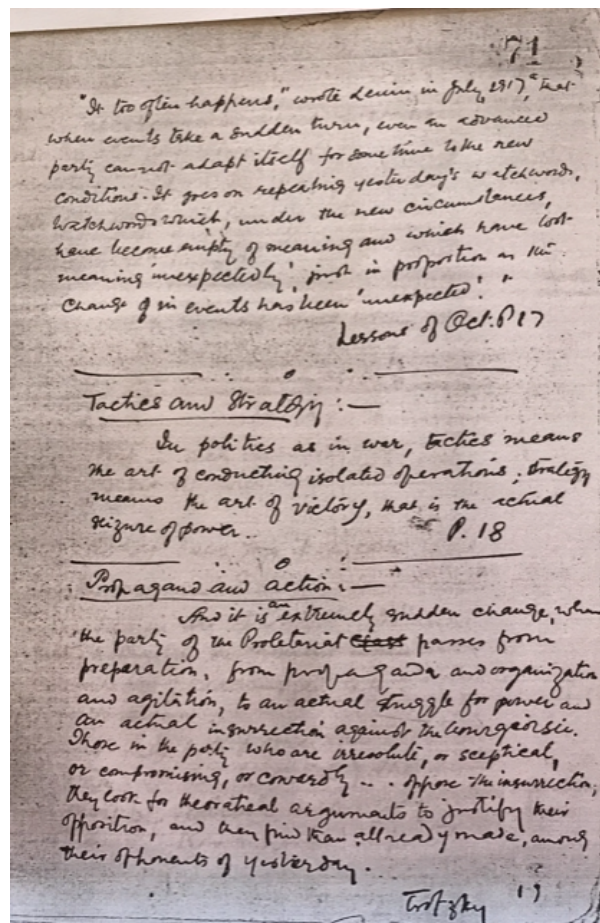 71
"It too often happens," wrote Lenin in July, 1917, "that
when events take a sudden turn, even an advanced
party cannot adapt itself for some time to the new
conditions. It goes on repeating yesterday's watchwords,
watchwords which, under the new circumstances,
have become empty of meaning and which have lost
meaning 'unexpectedly', just in proportion as the
change of in events has been 'unexpected'."
Lessons of Oct. P 17
Tactics and Strategy :—
In politics as in war, tactics means
the art of conducting isolated operations; strategy
means the art of victory, that is the actual
seizure of power. P. 18
Propagand and action :—
And it is an extremely sudden change, when
the party of the Proletariat class passes from
preparation, from propaganda and organization
and agitation, to an actual struggle for power and
an actual insurrection against the bourgeoisie.
Those in the party who are irresolute, or sceptical,
or compromising, or cowardly .. . oppose the insurrection,
they look for theoratical arguments to justify their
opposition, and they find them all ready made, among
their opponents of yesterday.
Trotzky 19